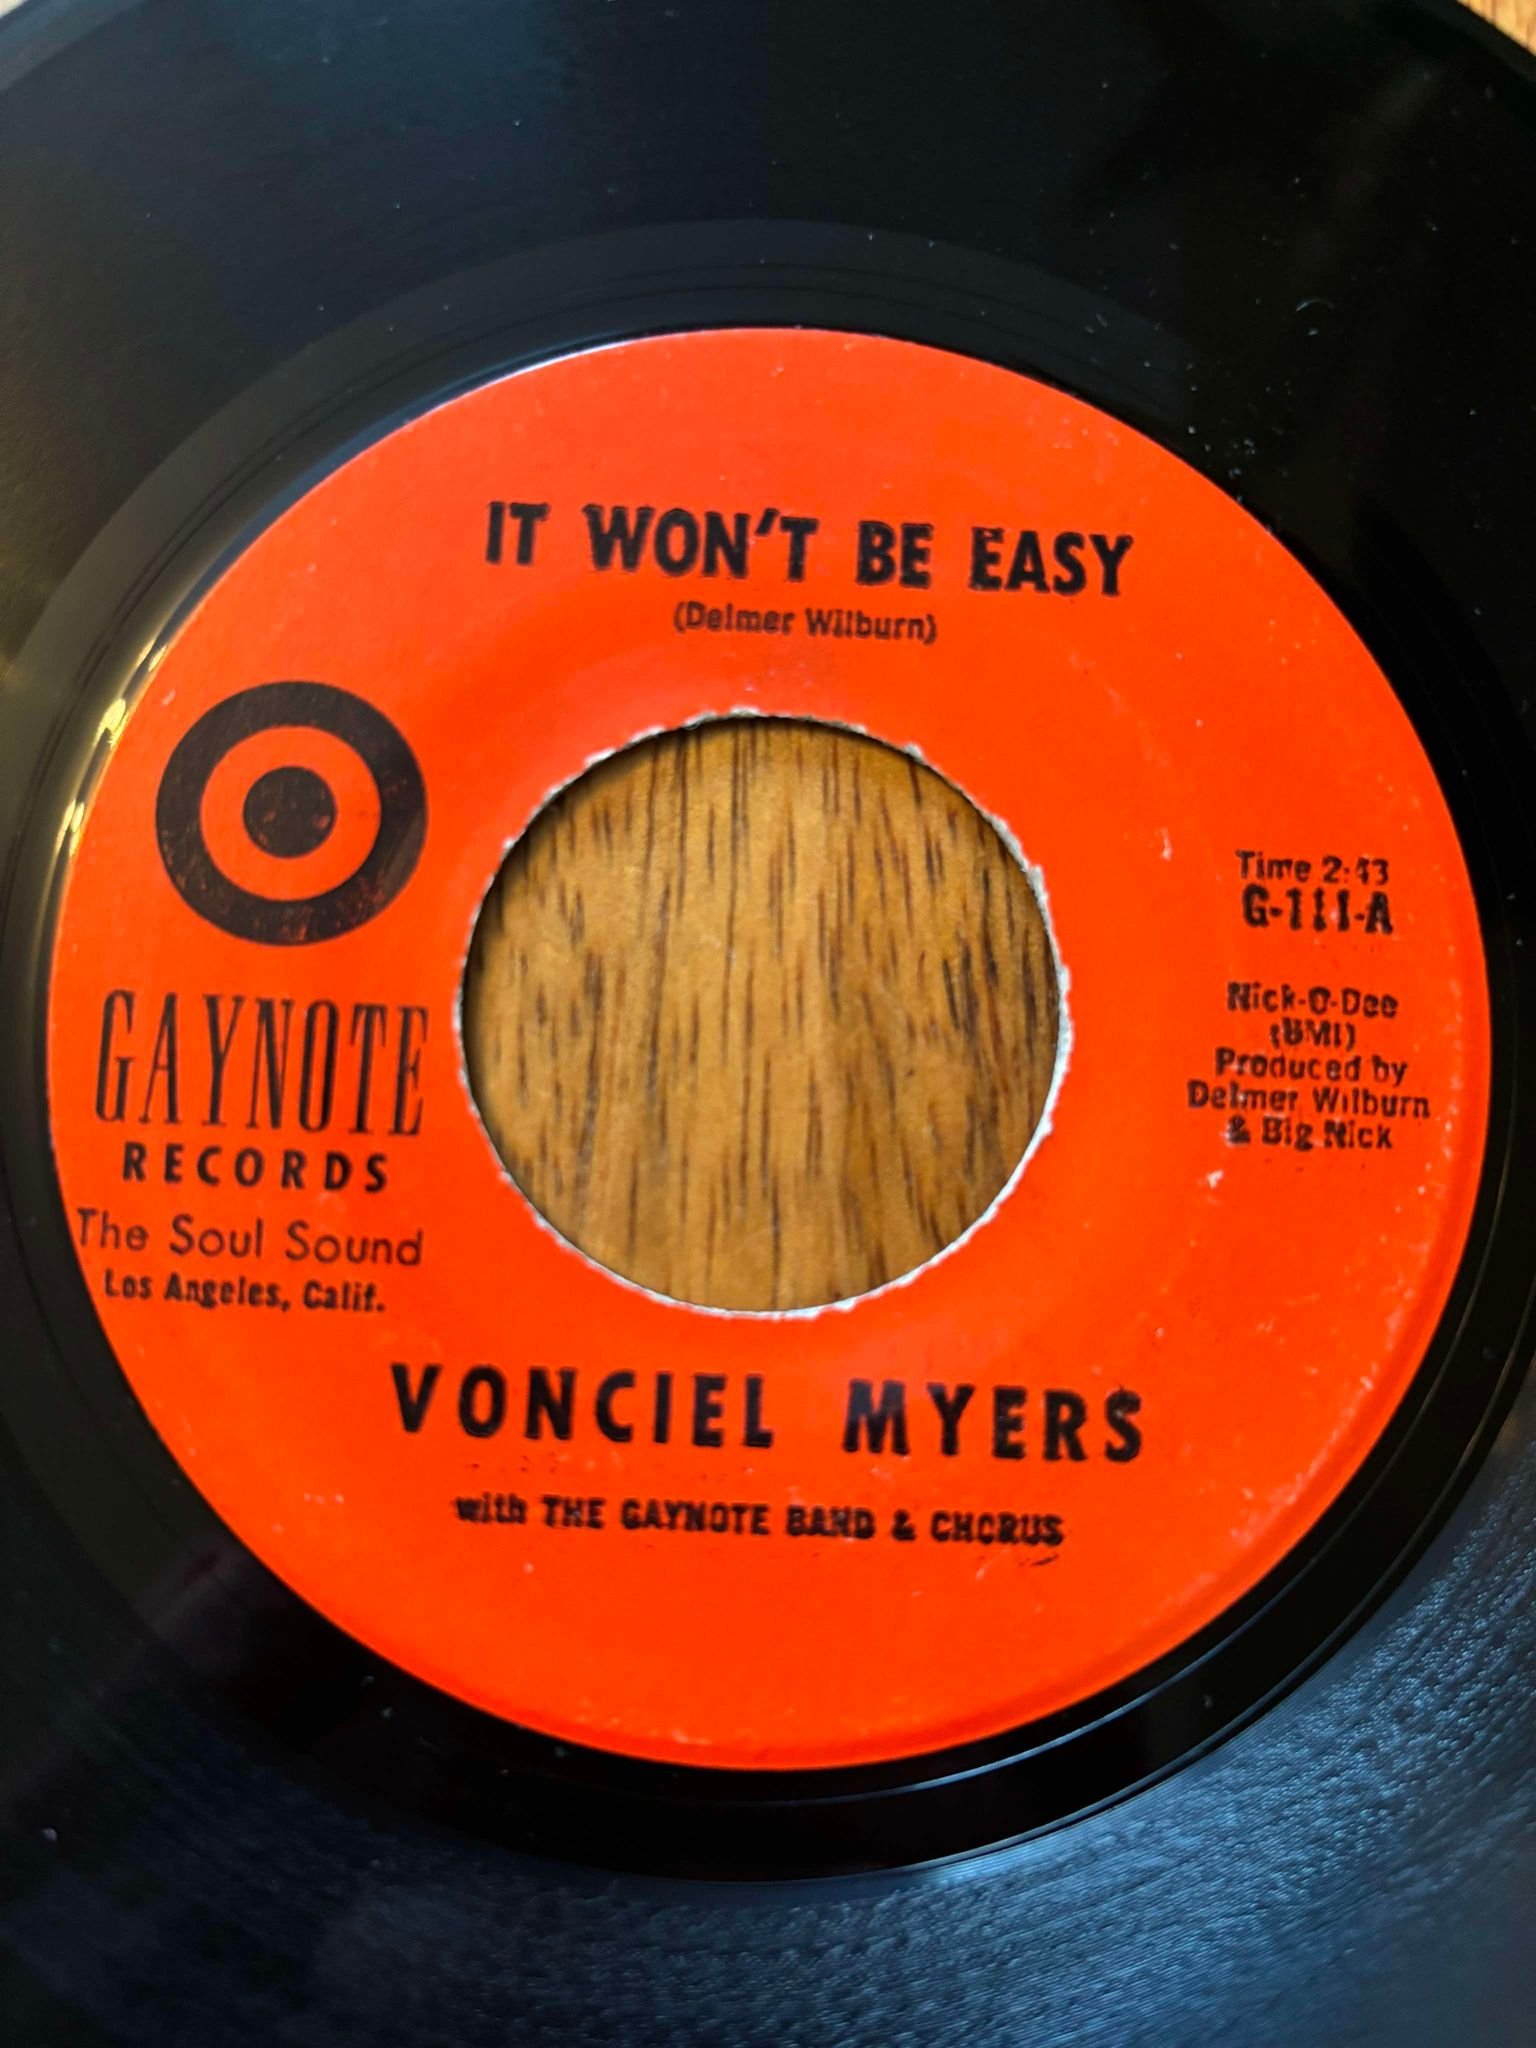 IT WON'T BE EASY
(Delmer Wilburn)
GAYNOTE
RECORDS
The Soul Sound
Los Angeles, Calif.
Time 2:43
G-111-A
Nick-O-Dee
(BMI)
Produced by
Delmer Wilburn
& Big Nick
VONCIEL MYERS
with THE GAYNOTE BAND & CHORUS